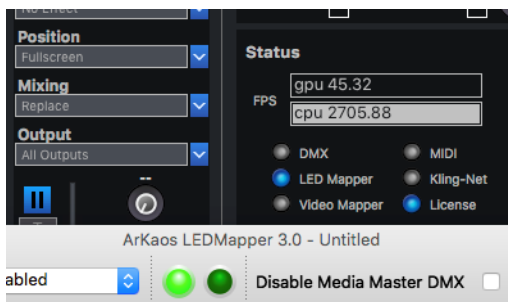 No Effect
Position
Fullscreen
Mixing
Replace
Output
All Outputs
--
T
Status
FPS
gpu 45.32
cpu 2705.88
DMX
MIDI
LED Mapper
Kling-Net
Video Mapper
License
ArKaos LEDMapper 3.0 - Untitled
abled
Disable Media Master DMX